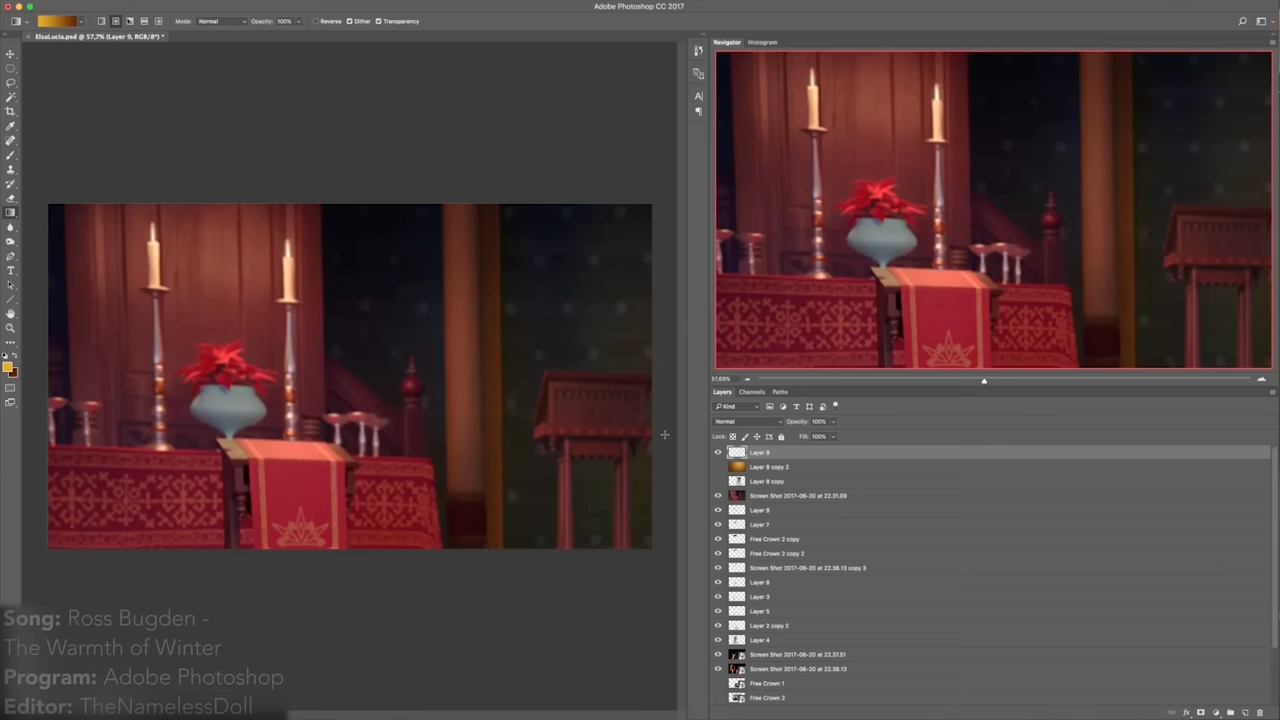 Adobe Photoshop CC 2017
Mode: Normal Opacity: 100% Reverse Dither Transparency
ElsaLucia.psd @ 57,7% (Layer 9, RGB/8*) *
Navigator Histogram
57,69%
Layers Channels Paths
Kind
Normal Opacity: 100%
Lock: Fill: 100%
Layer 9
Layer 8 copy 2
Layer 8 copy
Screen Shot 2017-06-20 at 22.31.09
Layer 8
Layer 7
Free Crown 2 copy
Free Crown 2 copy 2
Screen Shot 2017-06-20 at 22.38.13 copy 3
Layer 6
Layer 3
Layer 5
Layer 2 copy 2
Layer 4
Screen Shot 2017-06-20 at 22.37.51
Screen Shot 2017-06-20 at 22.38.13
Free Crown 1
Free Crown 2
Song: Ross Bugden -
The Warmth of Winter
Program: Adobe Photoshop
Editor: TheNamelessDoll